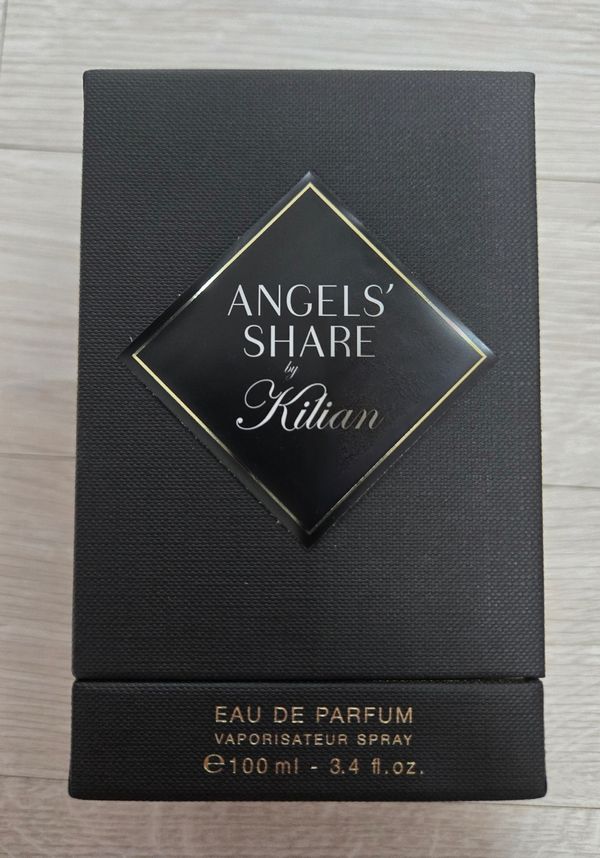 ANGELS’
SHARE
by
Kilian
EAU DE PARFUM
VAPORISATEUR SPRAY
℮100 ml - 3.4 fl.oz.